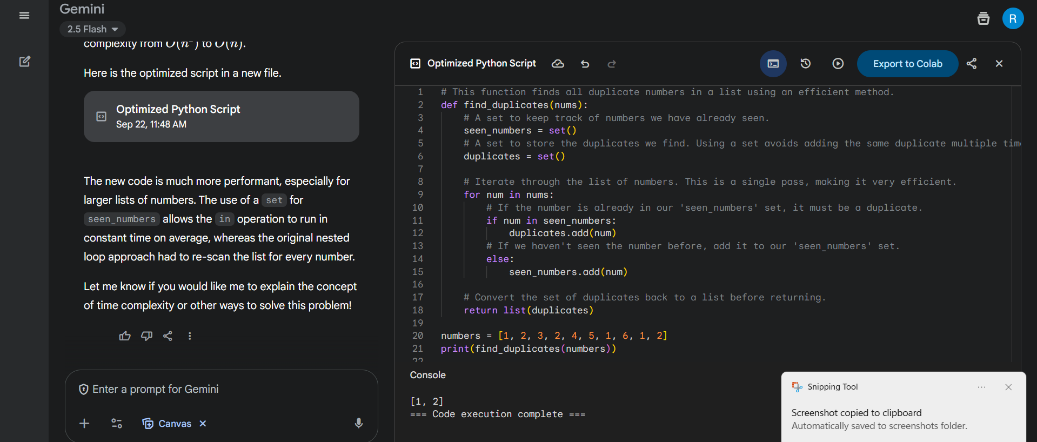 Gemini
2.5 Flash
R
complexity from O(n²) to O(n).
Here is the optimized script in a new file.
Optimized Python Script
Sep 22, 11:48 AM
The new code is much more performant, especially for
larger lists of numbers. The use of a set for
seen_numbers allows the in operation to run in
constant time on average, whereas the original nested
loop approach had to re-scan the list for every number.
Let me know if you would like me to explain the concept
of time complexity or other ways to solve this problem!
Enter a prompt for Gemini
Canvas
Optimized Python Script
Export to Colab
1 # This function finds all duplicate numbers in a list using an efficient method.
2 def find_duplicates(nums):
3 # A set to keep track of numbers we have already seen.
4 seen_numbers = set()
5 # A set to store the duplicates we find. Using a set avoids adding the same duplicate multiple tim
6 duplicates = set()
7
8 # Iterate through the list of numbers. This is a single pass, making it very efficient.
9 for num in nums:
10 # If the number is already in our 'seen_numbers' set, it must be a duplicate.
11 if num in seen_numbers:
12 duplicates.add(num)
13 # If we haven't seen the number before, add it to our 'seen_numbers' set.
14 else:
15 seen_numbers.add(num)
16
17 # Convert the set of duplicates back to a list before returning.
18 return list(duplicates)
19
20 numbers = [1, 2, 3, 2, 4, 5, 1, 6, 1, 2]
21 print(find_duplicates(numbers))
22
Console
[1, 2]
=== Code execution complete ===
Snipping Tool
Screenshot copied to clipboard
Automatically saved to screenshots folder.